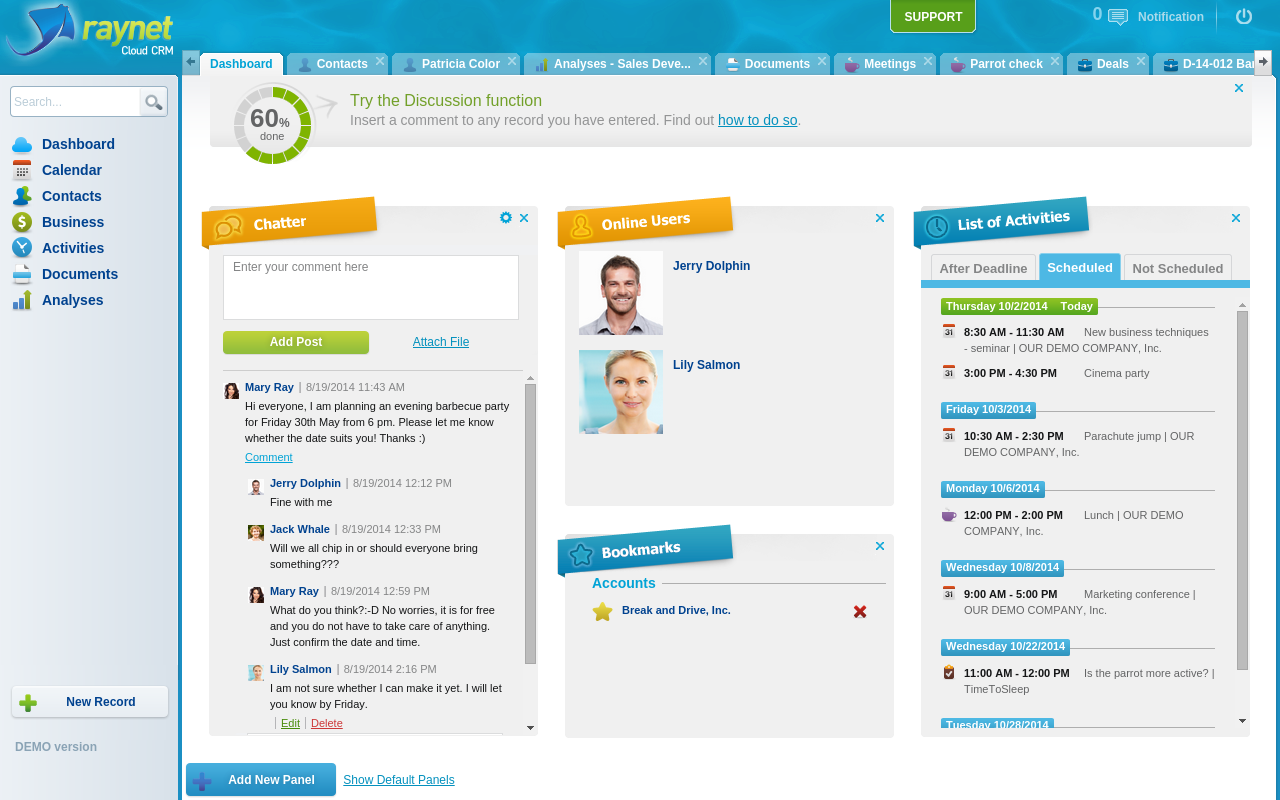 raynet
Cloud CRM
SUPPORT
0
Notification
Dashboard
Contacts
Patricia Color
Analyses - Sales Deve...
Documents
Meetings
Parrot check
Deals
D-14-012 Bar
Search...
Dashboard
Calendar
Contacts
Business
Activities
Documents
Analyses
New Record
DEMO version
60%
done
Try the Discussion function
Insert a comment to any record you have entered. Find out how to do so.
Chatter
Enter your comment here
Add Post
Attach File
Mary Ray | 8/19/2014 11:43 AM
Hi everyone, I am planning an evening barbecue party
for Friday 30th May from 6 pm. Please let me know
whether the date suits you! Thanks :)
Comment
Jerry Dolphin | 8/19/2014 12:12 PM
Fine with me
Jack Whale | 8/19/2014 12:33 PM
Will we all chip in or should everyone bring
something???
Mary Ray | 8/19/2014 12:59 PM
What do you think?:-D No worries, it is for free
and you do not have to take care of anything.
Just confirm the date and time.
Lily Salmon | 8/19/2014 2:16 PM
I am not sure whether I can make it yet. I will let
you know by Friday.
| Edit | Delete
Online Users
Jerry Dolphin
Lily Salmon
Bookmarks
Accounts
Break and Drive, Inc.
List of Activities
After Deadline
Scheduled
Not Scheduled
Thursday 10/2/2014 Today
31 8:30 AM - 11:30 AM New business techniques
- seminar | OUR DEMO COMPANY, Inc.
31 3:00 PM - 4:30 PM Cinema party
Friday 10/3/2014
31 10:30 AM - 2:30 PM Parachute jump | OUR
DEMO COMPANY, Inc.
Monday 10/6/2014
12:00 PM - 2:00 PM Lunch | OUR DEMO
COMPANY, Inc.
Wednesday 10/8/2014
31 9:00 AM - 5:00 PM Marketing conference |
OUR DEMO COMPANY, Inc.
Wednesday 10/22/2014
11:00 AM - 12:00 PM Is the parrot more active? |
TimeToSleep
Tuesday 10/28/2014
Add New Panel
Show Default Panels